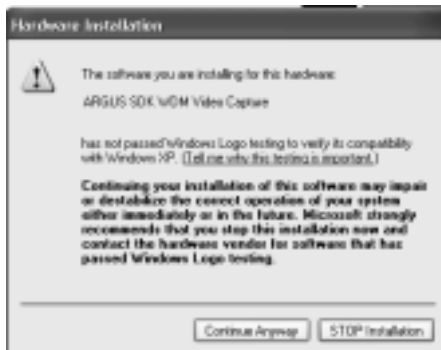 Hardware Installation
The software you are installing for this hardware:
ARGUS SDK WDM Video Capture
has not passed Windows Logo testing to verify its compatibility
with Windows XP. (Tell me why this testing is important.)
Continuing your installation of this software may impair
or destabilize the correct operation of your system
either immediately or in the future. Microsoft strongly
recommends that you stop this installation now and
contact the hardware vendor for software that has
passed Windows Logo testing.
Continue Anyway STOP Installation